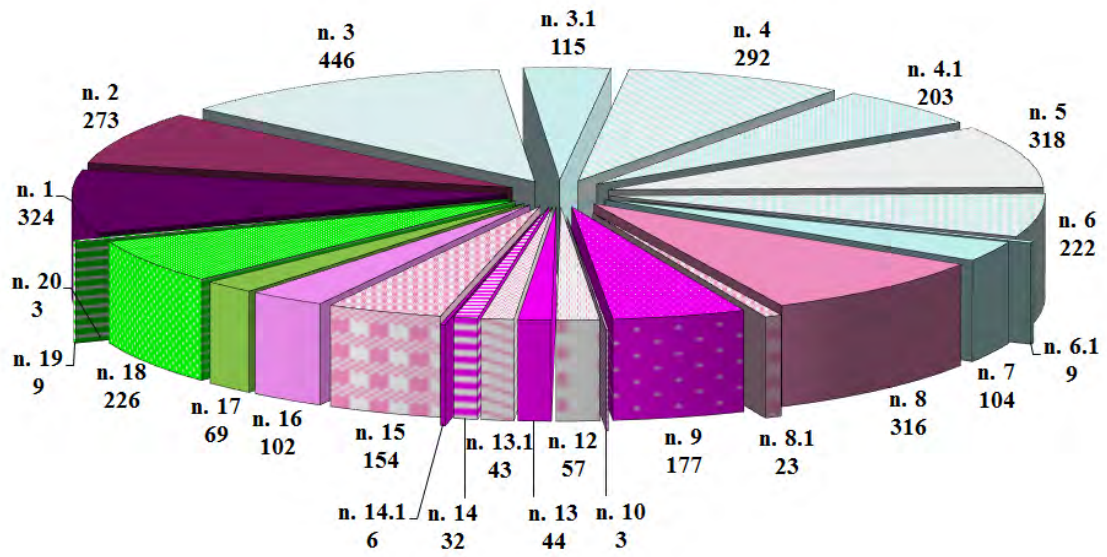 n. 3
446
n. 3.1
115
n. 4
292
n. 4.1
203
n. 5
318
n. 6
222
n. 6.1
9
n. 7
104
n. 8
316
n. 8.1
23
n. 9
177
n. 10
3
n. 12
57
n. 13
44
n. 13.1
43
n. 14
32
n. 14.1
6
n. 15
154
n. 16
102
n. 17
69
n. 18
226
n. 19
9
n. 20
3
n. 1
324
n. 2
273